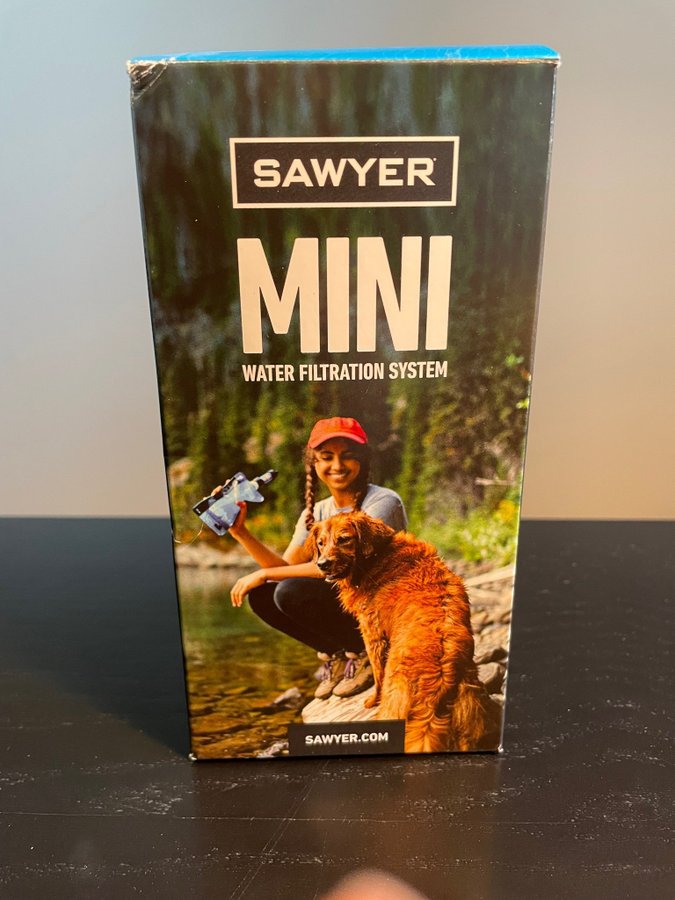 SAWYER
MINI
WATER FILTRATION SYSTEM
SAWYER.COM